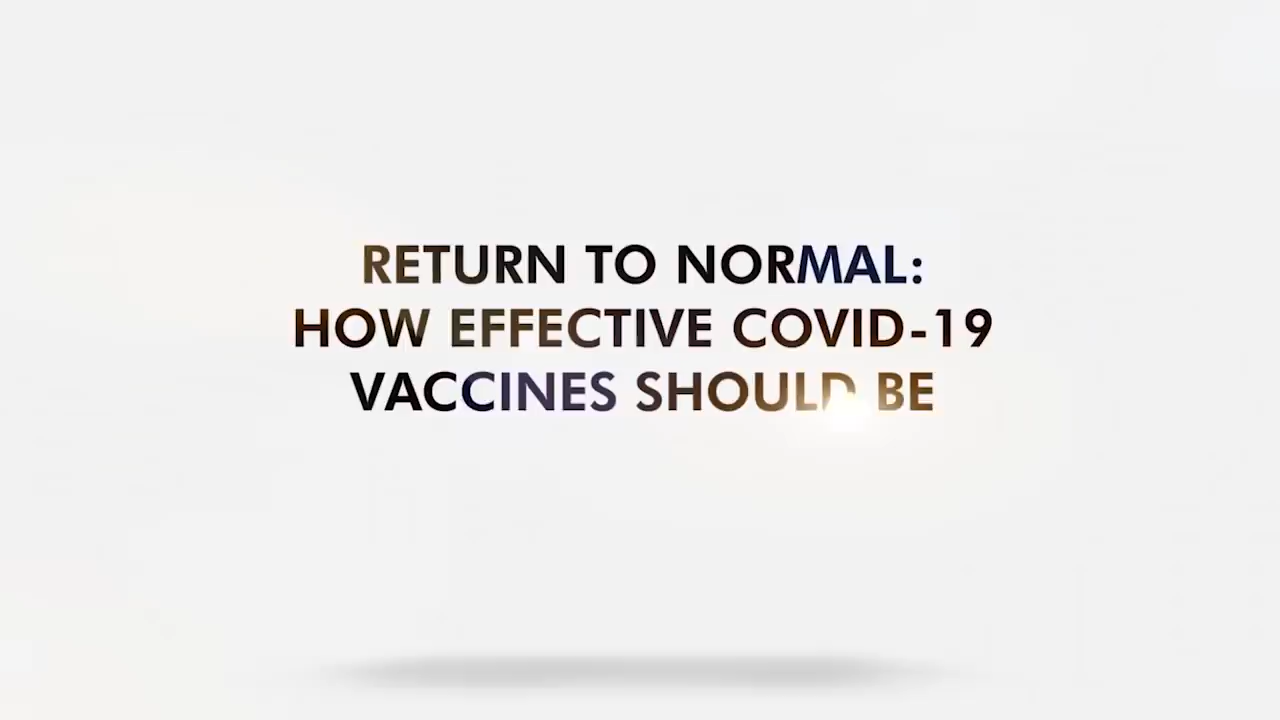 RETURN TO NORMAL:
HOW EFFECTIVE COVID-19
VACCINES SHOULD BE